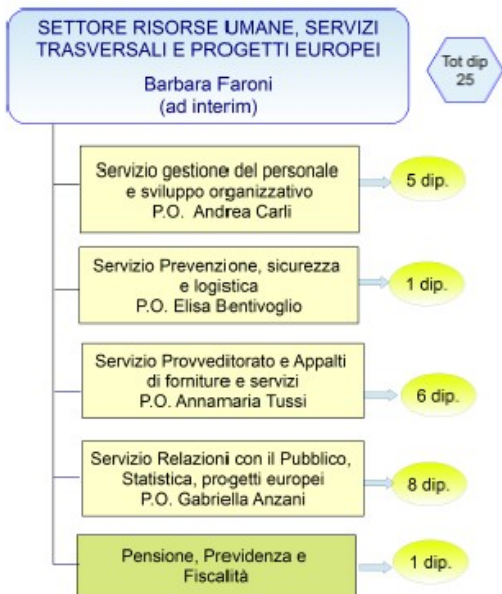 SETTORE RISORSE UMANE, SERVIZI
TRASVERSALI E PROGETTI EUROPEI
Barbara Faroni
(ad interim)
Tot dip
25
Servizio gestione del personale
e sviluppo organizzativo
P.O. Andrea Carli
5 dip.
Servizio Prevenzione, sicurezza
e logistica
P.O. Elisa Bentivoglio
1 dip.
Servizio Provveditorato e Appalti
di forniture e servizi
P.O. Annamaria Tussi
6 dip.
Servizio Relazioni con il Pubblico,
Statistica, progetti europei
P.O. Gabriella Anzani
8 dip.
Pensione, Previdenza e
Fiscalità
1 dip.